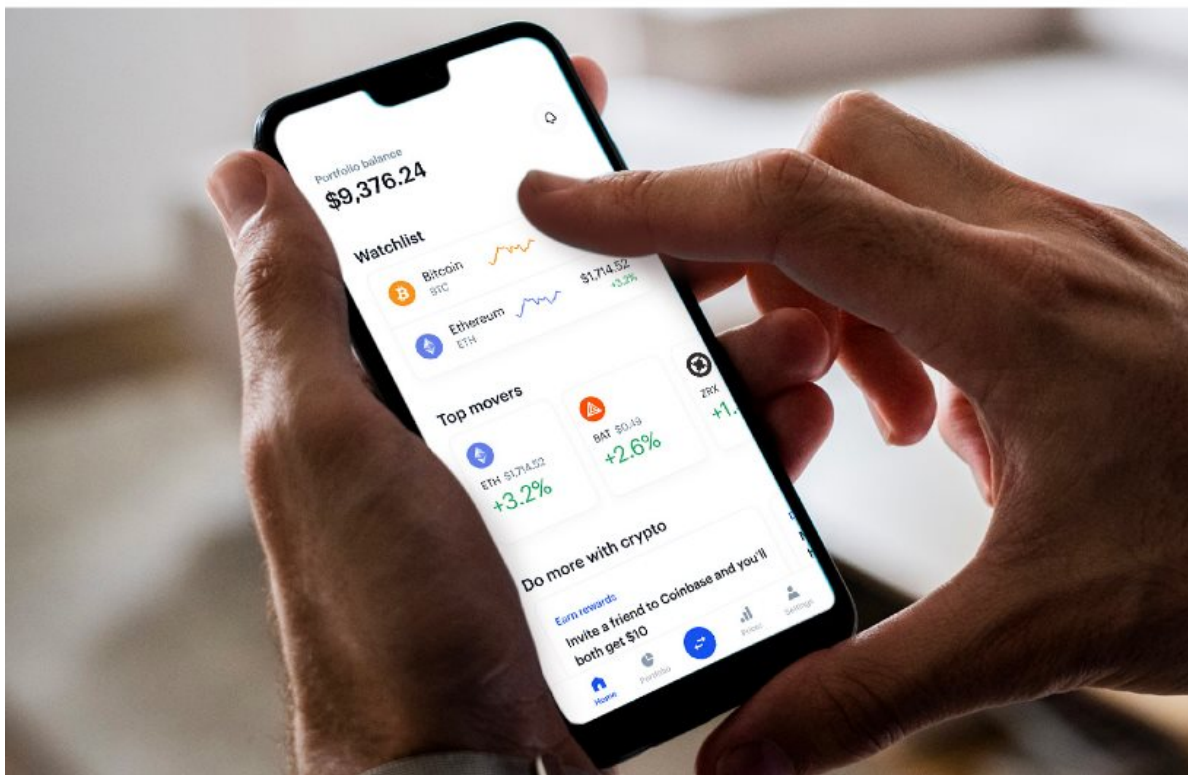 Portfolio balance
$9,376.24
Watchlist
Bitcoin
BTC
Ethereum
ETH
$1,714.52
+3.2%
Top movers
ETH $1,714.52
+3.2%
BAT $0.49
+2.6%
ZRX
+1.
Do more with crypto
Earn rewards
Invite a friend to Coinbase and you'll
both get $10
Home
Portfolio
Prices
Settings